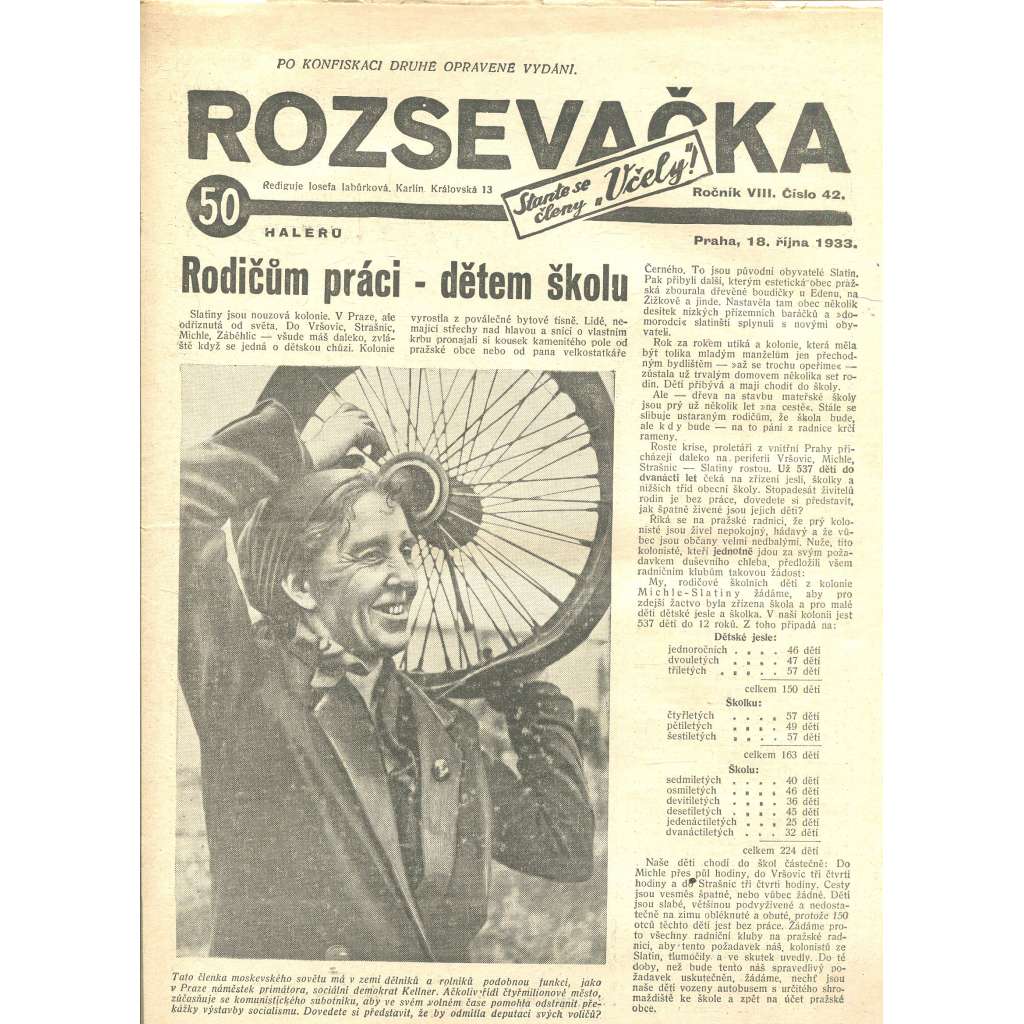 PO KONFISKACI DRUHÉ OPRAVENÉ VYDÁNÍ.
ROZSEVAČKA
Rediguje Josefa Jabůrková, Karlín, Královská 13
Staňte se
členy „Včely"!
Ročník VIII. Číslo 42.
50
HALÉŘŮ
Praha, 18. října 1933.
Rodičům práci - dětem školu
Slatiny jsou nouzová kolonie. V Praze, ale
odříznutá od světa. Do Vršovic, Strašnic,
Michle, Záběhlic — všude máš daleko, zvlá-
ště když se jedná o dětskou chůzi. Kolonie
vyrostla z poválečné bytové tísně. Lidé, ne-
mající střechy nad hlavou a snící o vlastním
krbu pronajali si kousek kamenitého pole od
pražské obce nebo od pana velkostatkáře
Černého. To jsou původní obyvatelé Slatin.
Pak přibyli další, kterým estetická obec praž-
ská zbourala dřevěné boudičky u Edenu, na
Žižkově a jinde. Nastavěla tam obec několik
desítek nízkých přízemních baráčků a »do-
morodci« slatinští splynuli s novými oby-
vateli.
Rok za rokem utíká a kolonie, která měla
být tolika mladým manželům jen přechod-
ným bydlištěm — »až se trochu opeříme« —
zůstala už trvalým domovem několika set ro-
din. Dětí přibývá a mají chodit do školy.
Ale — dřeva na stavbu mateřské školy
jsou prý už několik let »na cestě«. Stále se
slibuje ustaraným rodičům, že škola bude,
ale kdy bude — na to páni z radnice krčí
rameny.
Roste krise, proletáři z vnitřní Prahy při-
cházejí daleko na periferii Vršovic, Michle,
Strašnic — Slatiny rostou. Už 537 dětí do
dvanácti let čeká na zřízení jeslí, školky a
nižších tříd obecní školy. Stopadesát živitelů
rodin je bez práce, dovedete si představit,
jak špatně živené jsou jejich děti?
Říká se na pražské radnici, že prý kolo-
nisté jsou živel nepokojný, hádavý a že vů-
bec jsou občany velmi nedbalými. Nuže, tito
kolonisté, kteří jednotně jdou za svým poža-
davkem duševního chleba, předložili všem
radničním klubům takovou žádost:
My, rodičové školních dětí z kolonie
Michle-Slatiny žádáme, aby pro
zdejší žactvo byla zřízena škola a pro malé
děti dětské jesle a školka. V naší kolonii jest
537 dětí do 12 roků. Z toho připadá na:
Dětské jesle:
jednoročních . . . . 46 dětí
dvouletých . . . . 47 dětí
tříletých . . . . . 57 dětí
celkem 150 dětí
Školku:
čtyřletých . . . . 57 dětí
pětiletých . . . . 49 dětí
šestiletých . . . . 57 dětí
celkem 163 dětí
Školu:
sedmiletých . . . . 40 dětí
osmiletých . . . . 46 dětí
devítiletých . . . . 36 dětí
desetiletých . . . . 45 dětí
jedenáctiletých . . . 25 dětí
dvanáctiletých . . . 32 dětí
celkem 224 dětí
Naše děti chodí do škol částečně: Do
Michle přes půl hodiny, do Vršovic tři čtvrti
hodiny a do Strašnic tři čtvrti hodiny. Cesty
jsou vesměs špatné, nebo vůbec žádné. Děti
jsou slabé, většinou podvyživené a nedosta-
tečně na zimu obléknuté a obuté, protože 150
otců těchto dětí jest bez práce. Žádáme pro-
to všechny radniční kluby na pražské rad-
nici, aby tento požadavek náš, kolonistů ze
Slatin, tlumočily a ve skutek uvedly. Do té
doby, než bude tento náš spravedlivý po-
žadavek uskutečněn, žádáme, nechť jsou
naše děti vozeny autobusem s určitého shro-
maždiště ke škole a zpět na účet pražské
obce.
Tato členka moskevského sovětu má v zemi dělníků a rolníků podobnou funkci, jako
v Praze náměstek primátora, sociální demokrat Kellner. Ačkoliv řídí čtyřmilionové město,
zúčasňuje se komunistického subotniku, aby ve svém volném čase pomohla odstranit pře-
kážky výstavby socialismu. Dovedete si představit, že by odmítla deputaci svých voličů?